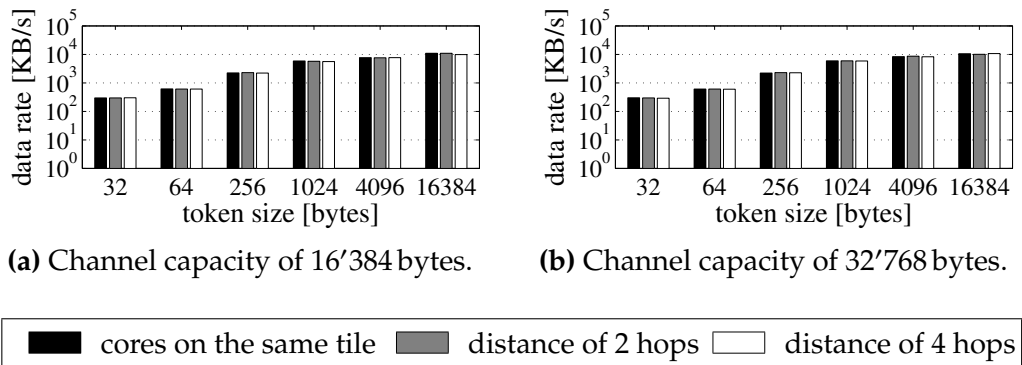 data rate [KB/s]
10^5
10^4
10^3
10^2
10^1
10^0
32 64 256 1024 4096 16384
token size [bytes]
(a) Channel capacity of 16′384 bytes.
data rate [KB/s]
10^5
10^4
10^3
10^2
10^1
10^0
32 64 256 1024 4096 16384
token size [bytes]
(b) Channel capacity of 32′768 bytes.
cores on the same tile distance of 2 hops distance of 4 hops